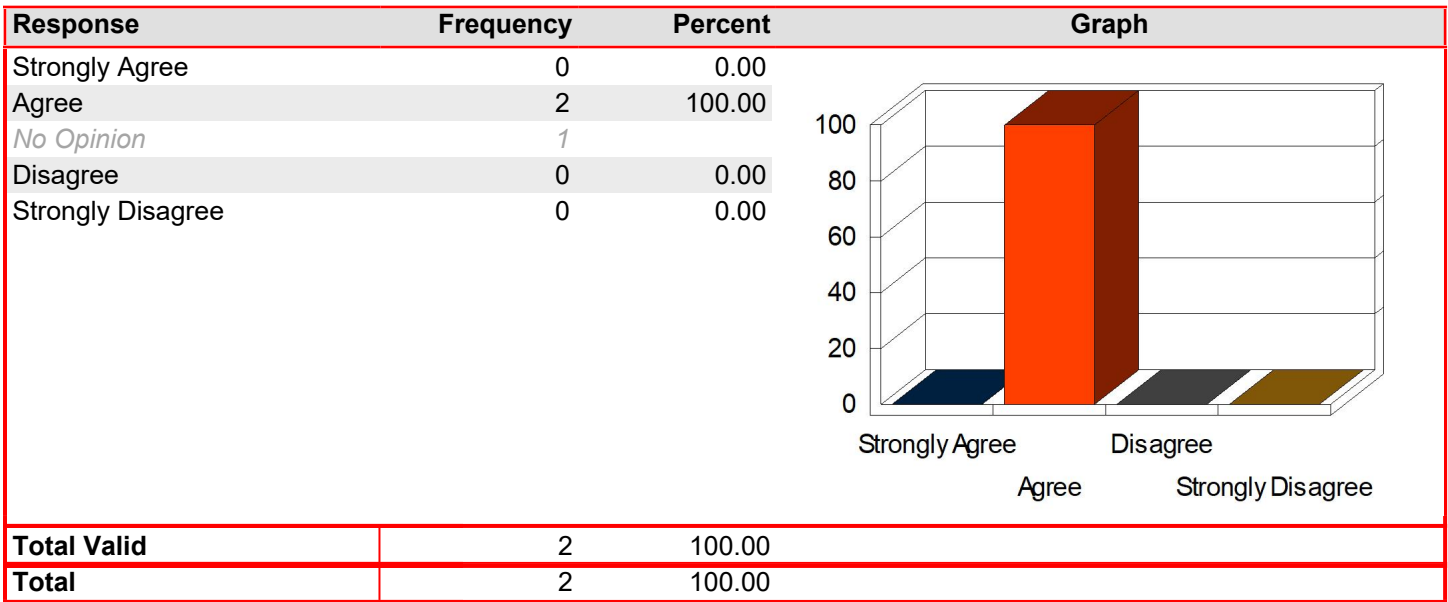 Response Frequency Percent Graph
Strongly Agree 0 0.00
Agree 2 100.00
No Opinion 1
Disagree 0 0.00
Strongly Disagree 0 0.00
100
80
60
40
20
0
Strongly Agree Disagree
Agree Strongly Disagree
Total Valid 2 100.00
Total 2 100.00